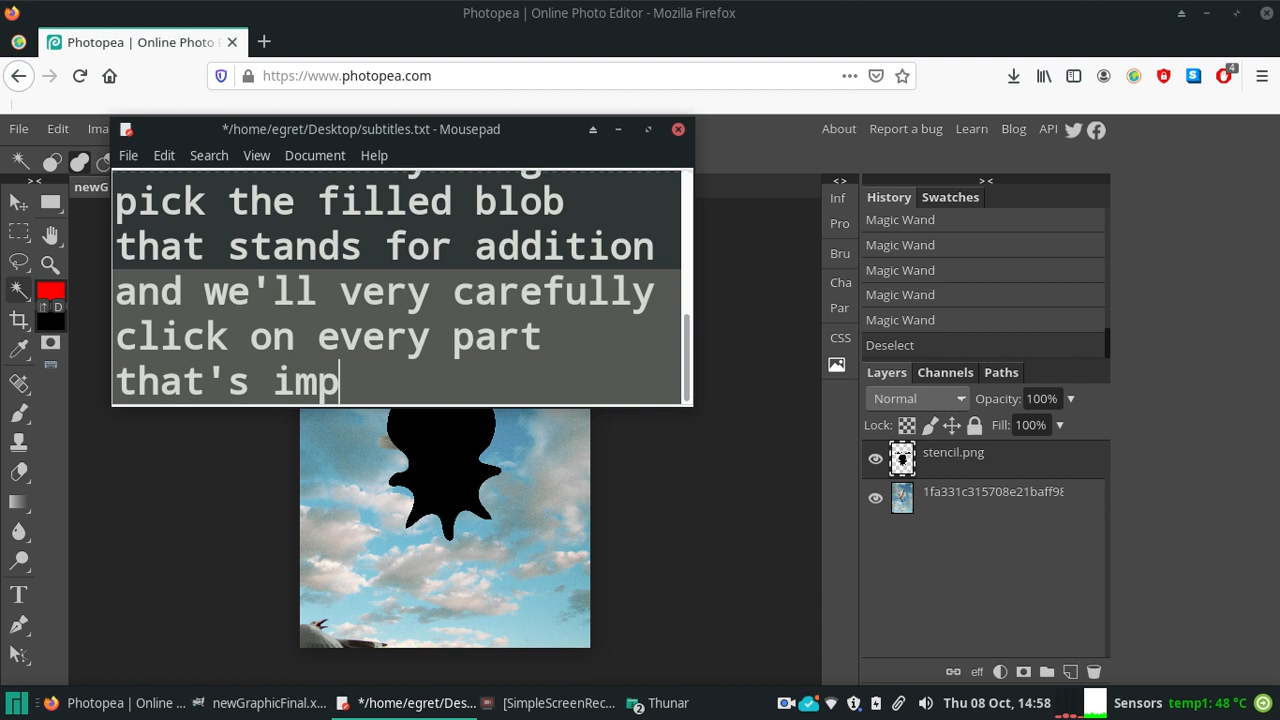 Photopea | Online Photo Editor - Mozilla Firefox
Photopea | Online Photo E
https://www.photopea.com
4
File Edit Ima
About Report a bug Learn Blog API
*/home/egret/Desktop/subtitles.txt - Mousepad
File Edit Search View Document Help
newG
pick the filled blob
that stands for addition
and we'll very carefully
click on every part
that's imp
> <
< >
> <
Inf
Pro
Bru
Cha
Par
CSS
History Swatches
Magic Wand
Magic Wand
Magic Wand
Magic Wand
Magic Wand
Deselect
Layers Channels Paths
Normal Opacity: 100%
Lock: Fill: 100%
stencil.png
1fa331c315708e21baff98
D
T
eff
Photopea | Online ...
newGraphicFinal.x...
*/home/egret/Des...
[SimpleScreenRec...
2 Thunar
Thu 08 Oct, 14:58
Sensors temp1: 48 °C